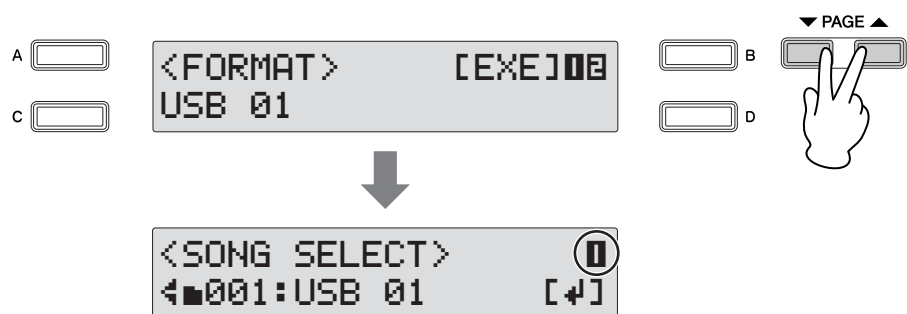 ▼ PAGE ▲
A
<FORMAT> [EXE]12
B
C
USB 01
D
<SONG SELECT> 1
001:USB 01 [↲]